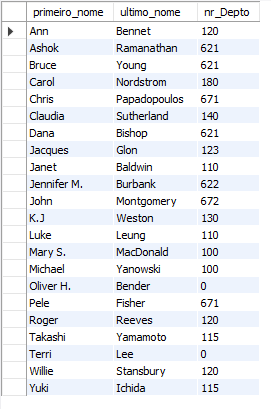 primeiro_nome ultimo_nome nr_Depto
Ann Bennet 120
Ashok Ramanathan 621
Bruce Young 621
Carol Nordstrom 180
Chris Papadopoulos 671
Claudia Sutherland 140
Dana Bishop 621
Jacques Glon 123
Janet Baldwin 110
Jennifer M. Burbank 622
John Montgomery 672
K.J Weston 130
Luke Leung 110
Mary S. MacDonald 100
Michael Yanowski 100
Oliver H. Bender 0
Pele Fisher 671
Roger Reeves 120
Takashi Yamamoto 115
Terri Lee 0
Willie Stansbury 120
Yuki Ichida 115